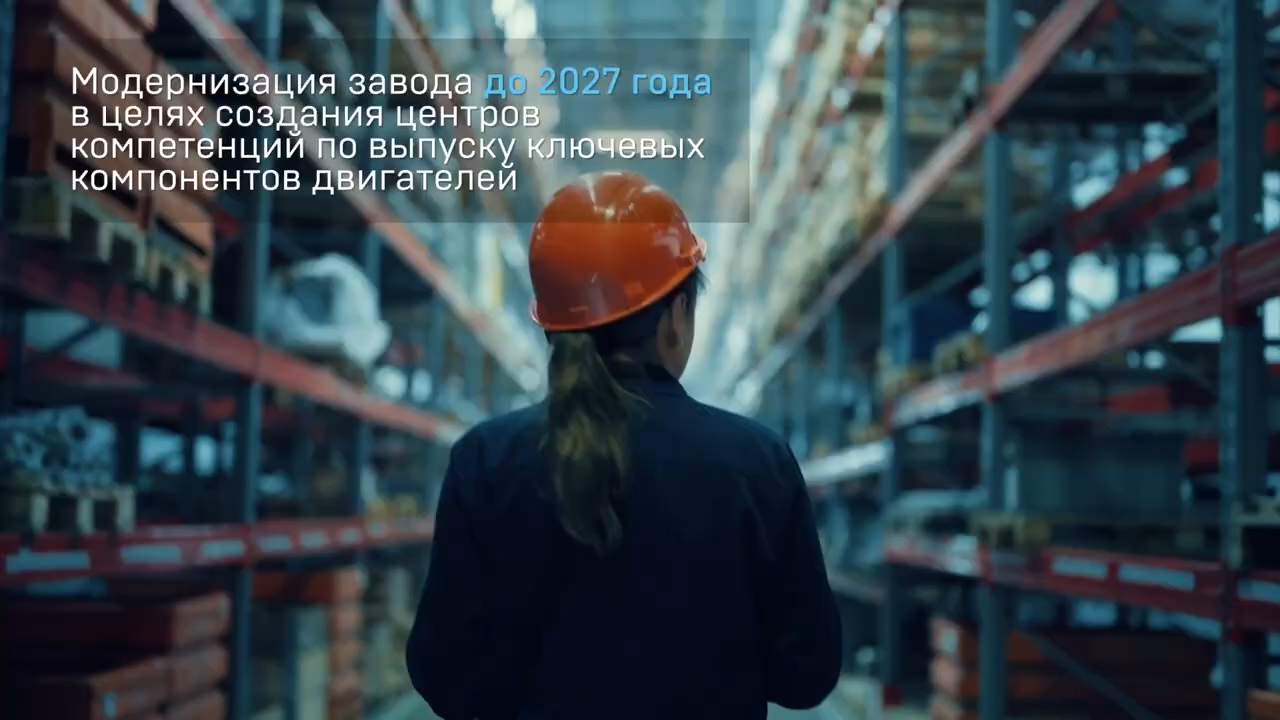 Модернизация завода до 2027 года
в целях создания центров
компетенций по выпуску ключевых
компонентов двигателей